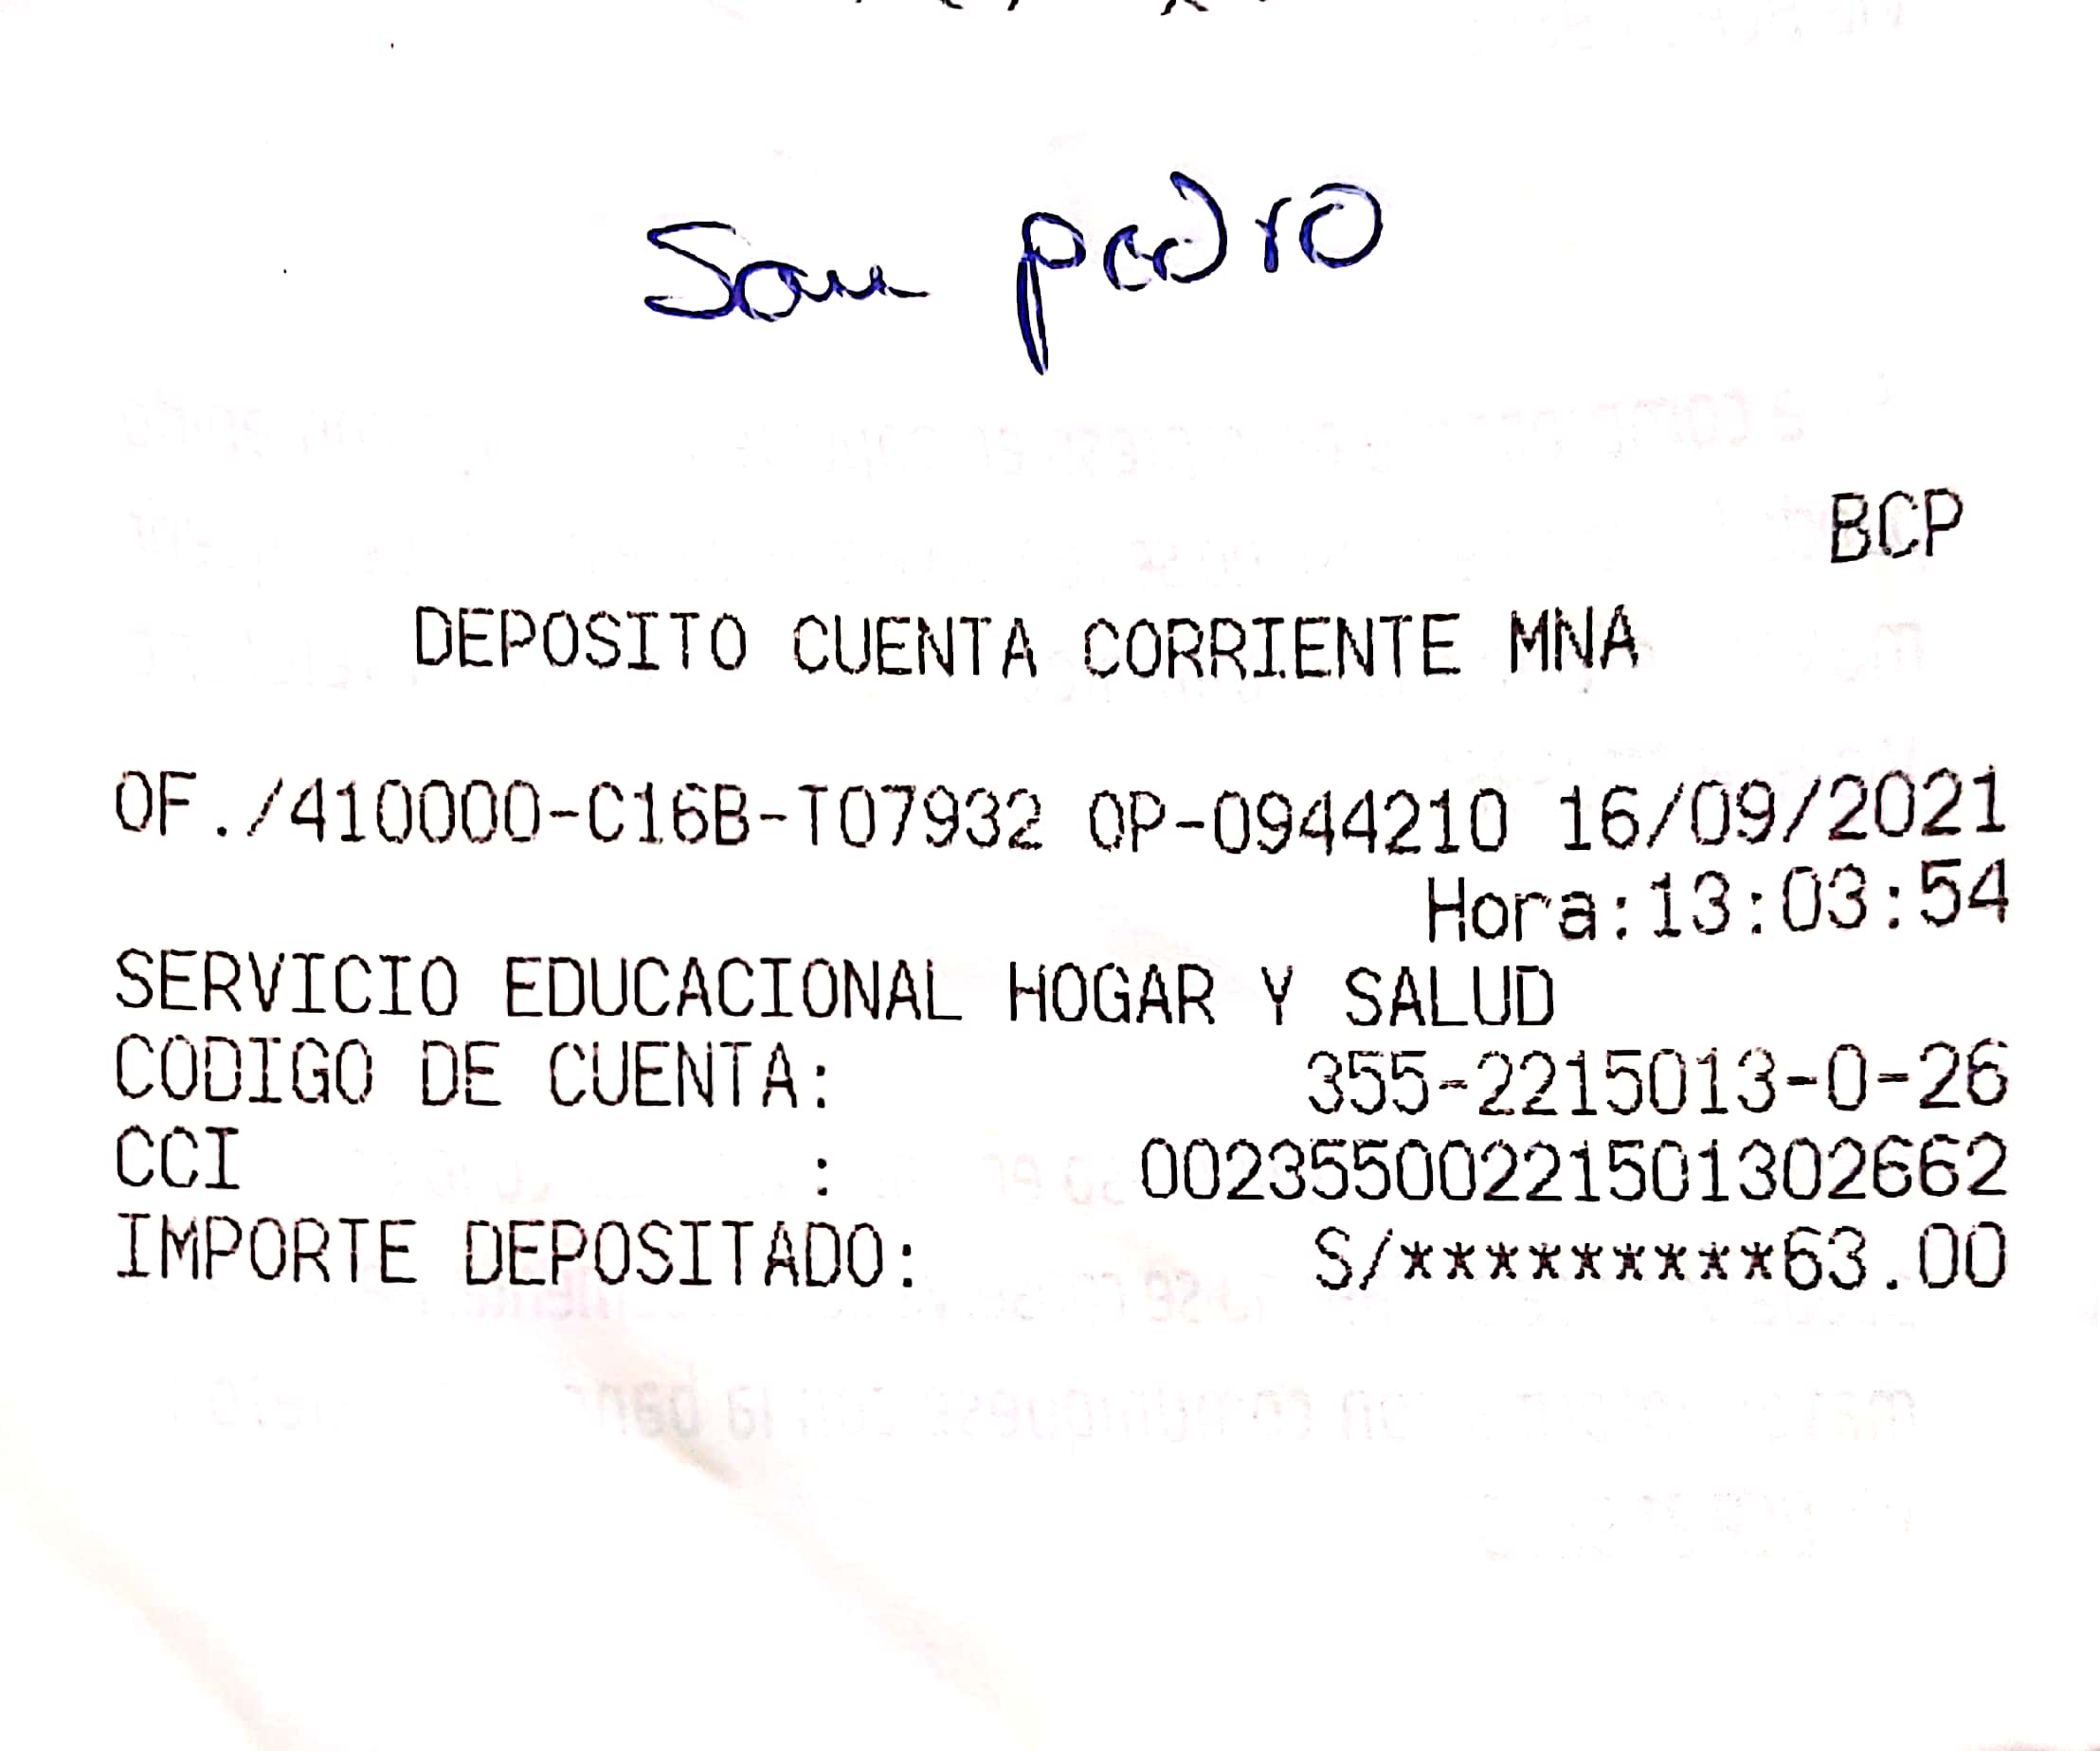 San pedro
BCP
DEPOSITO CUENTA CORRIENTE MNA
OF./410000-C16B-T07932 OP-0944210 16/09/2021
Hora:13:03:54
SERVICIO EDUCACIONAL HOGAR Y SALUD
CODIGO DE CUENTA: 355-2215013-0-26
CCI : 00235500221501302662
IMPORTE DEPOSITADO: S/*********63.00